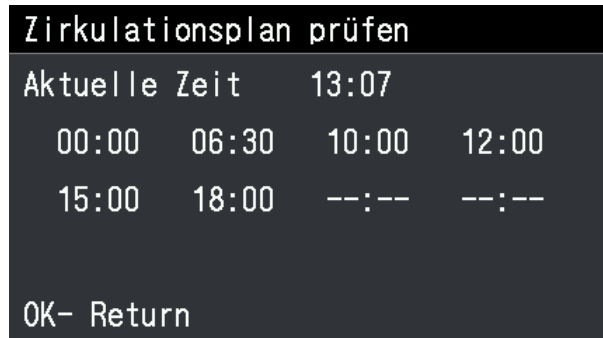 Zirkulationsplan prüfen
Aktuelle Zeit 13:07
00:00 06:30 10:00 12:00
15:00 18:00 --:-- --:--
OK- Return